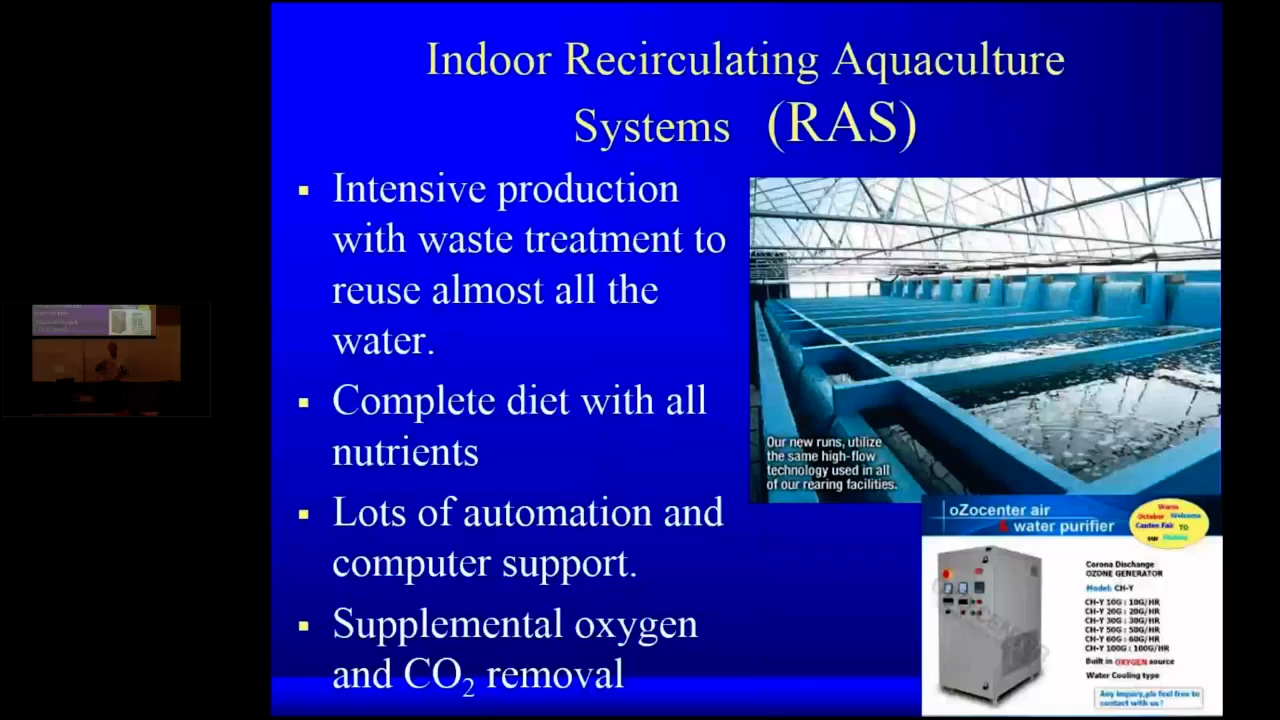 Indoor Recirculating Aquaculture
Systems (RAS)
Intensive production
with waste treatment to
reuse almost all the
water.
Complete diet with all
nutrients
Lots of automation and
computer support.
Supplemental oxygen
and CO₂ removal
Our new runs, utilize
the same high-flow
technology used in all
of our rearing facilities.
oZocenter air
& water purifier
Warm
October Welcome
Canton Fair TO
our
Corona Dischange
OZONE GENERATOR
Model: CH-Y
CH-Y 10G : 10G/HR
CH-Y 20G : 20G/HR
CH-Y 30G : 30G/HR
CH-Y 50G : 50G/HR
CH-Y 60G : 60G/HR
CH-Y 100G : 100G/HR
Built in OXYGEN source
Water Cooling type
Any inquiry,pls feel free to
contact with us !